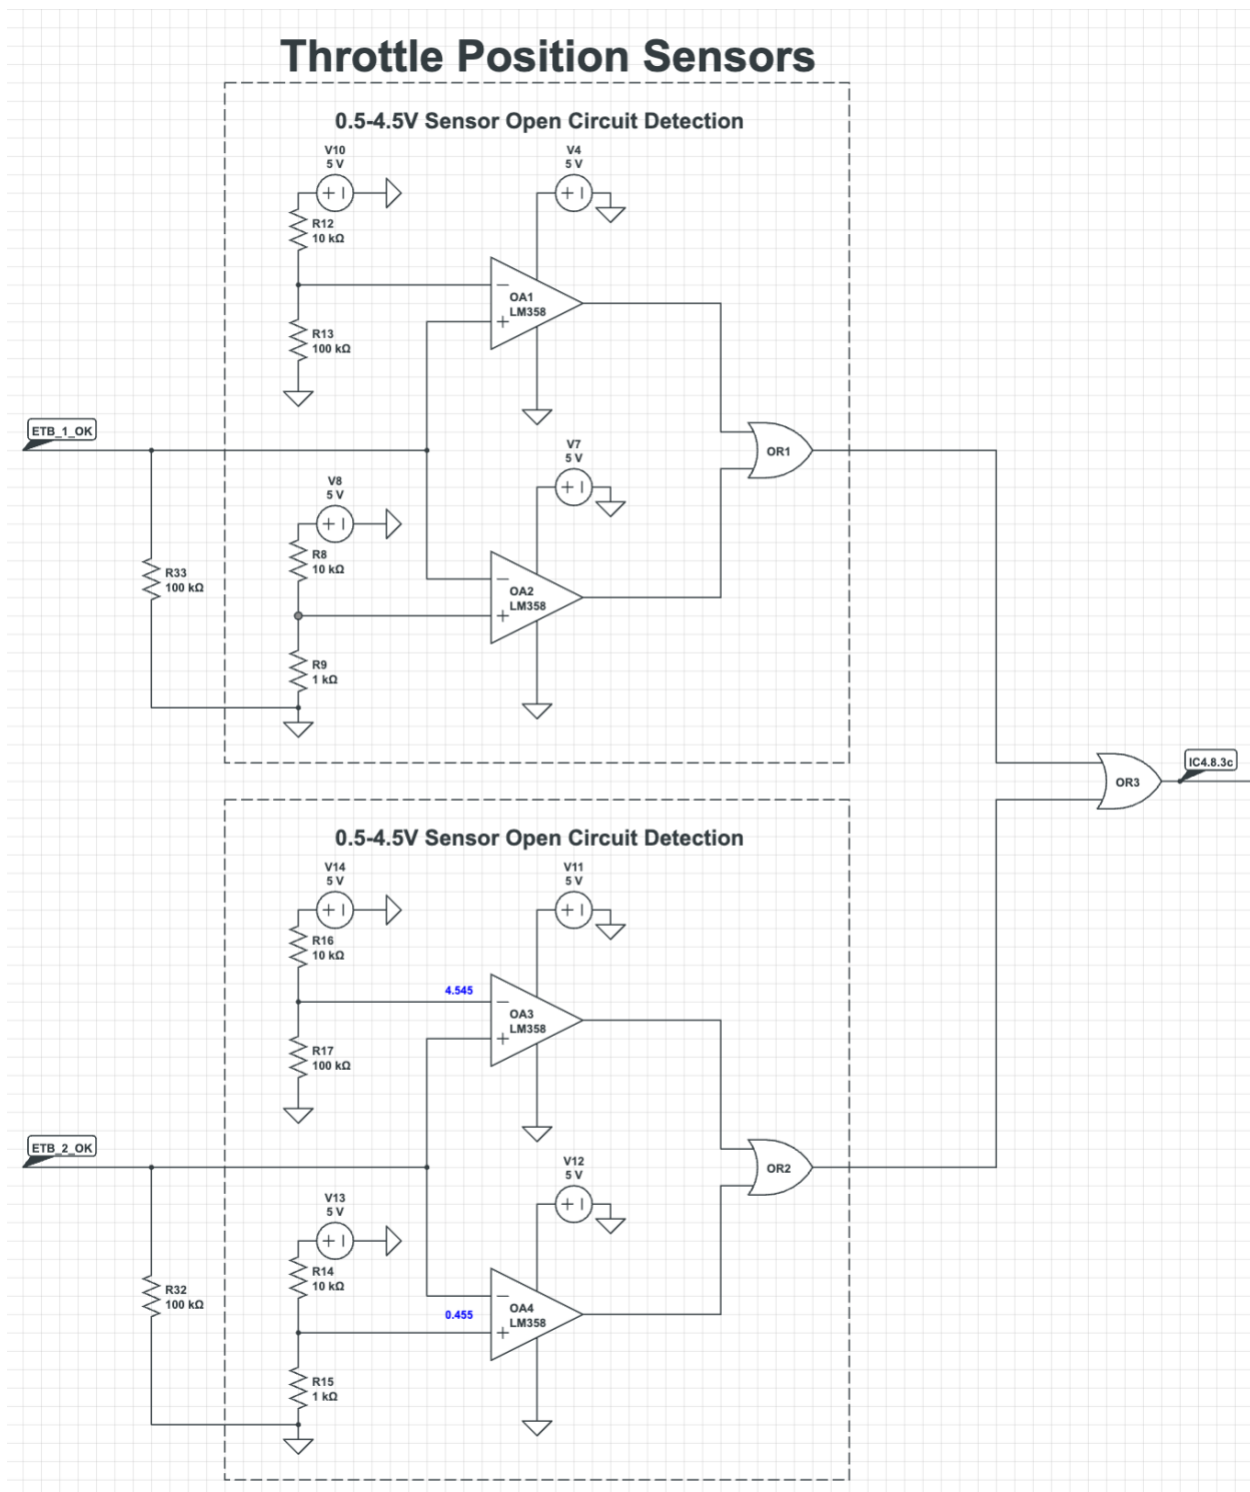 Throttle Position Sensors
0.5-4.5V Sensor Open Circuit Detection
V10
5 V
V4
5 V
R12
10 kΩ
OA1
LM358
R13
100 kΩ
ETB_1_OK
V7
5 V
OR1
V8
5 V
R8
10 kΩ
R33
100 kΩ
OA2
LM358
R9
1 kΩ
IC4.8.3c
OR3
0.5-4.5V Sensor Open Circuit Detection
V14
5 V
V11
5 V
R16
10 kΩ
4.545
OA3
LM358
R17
100 kΩ
ETB_2_OK
V12
5 V
OR2
V13
5 V
R14
10 kΩ
R32
100 kΩ
0.455
OA4
LM358
R15
1 kΩ